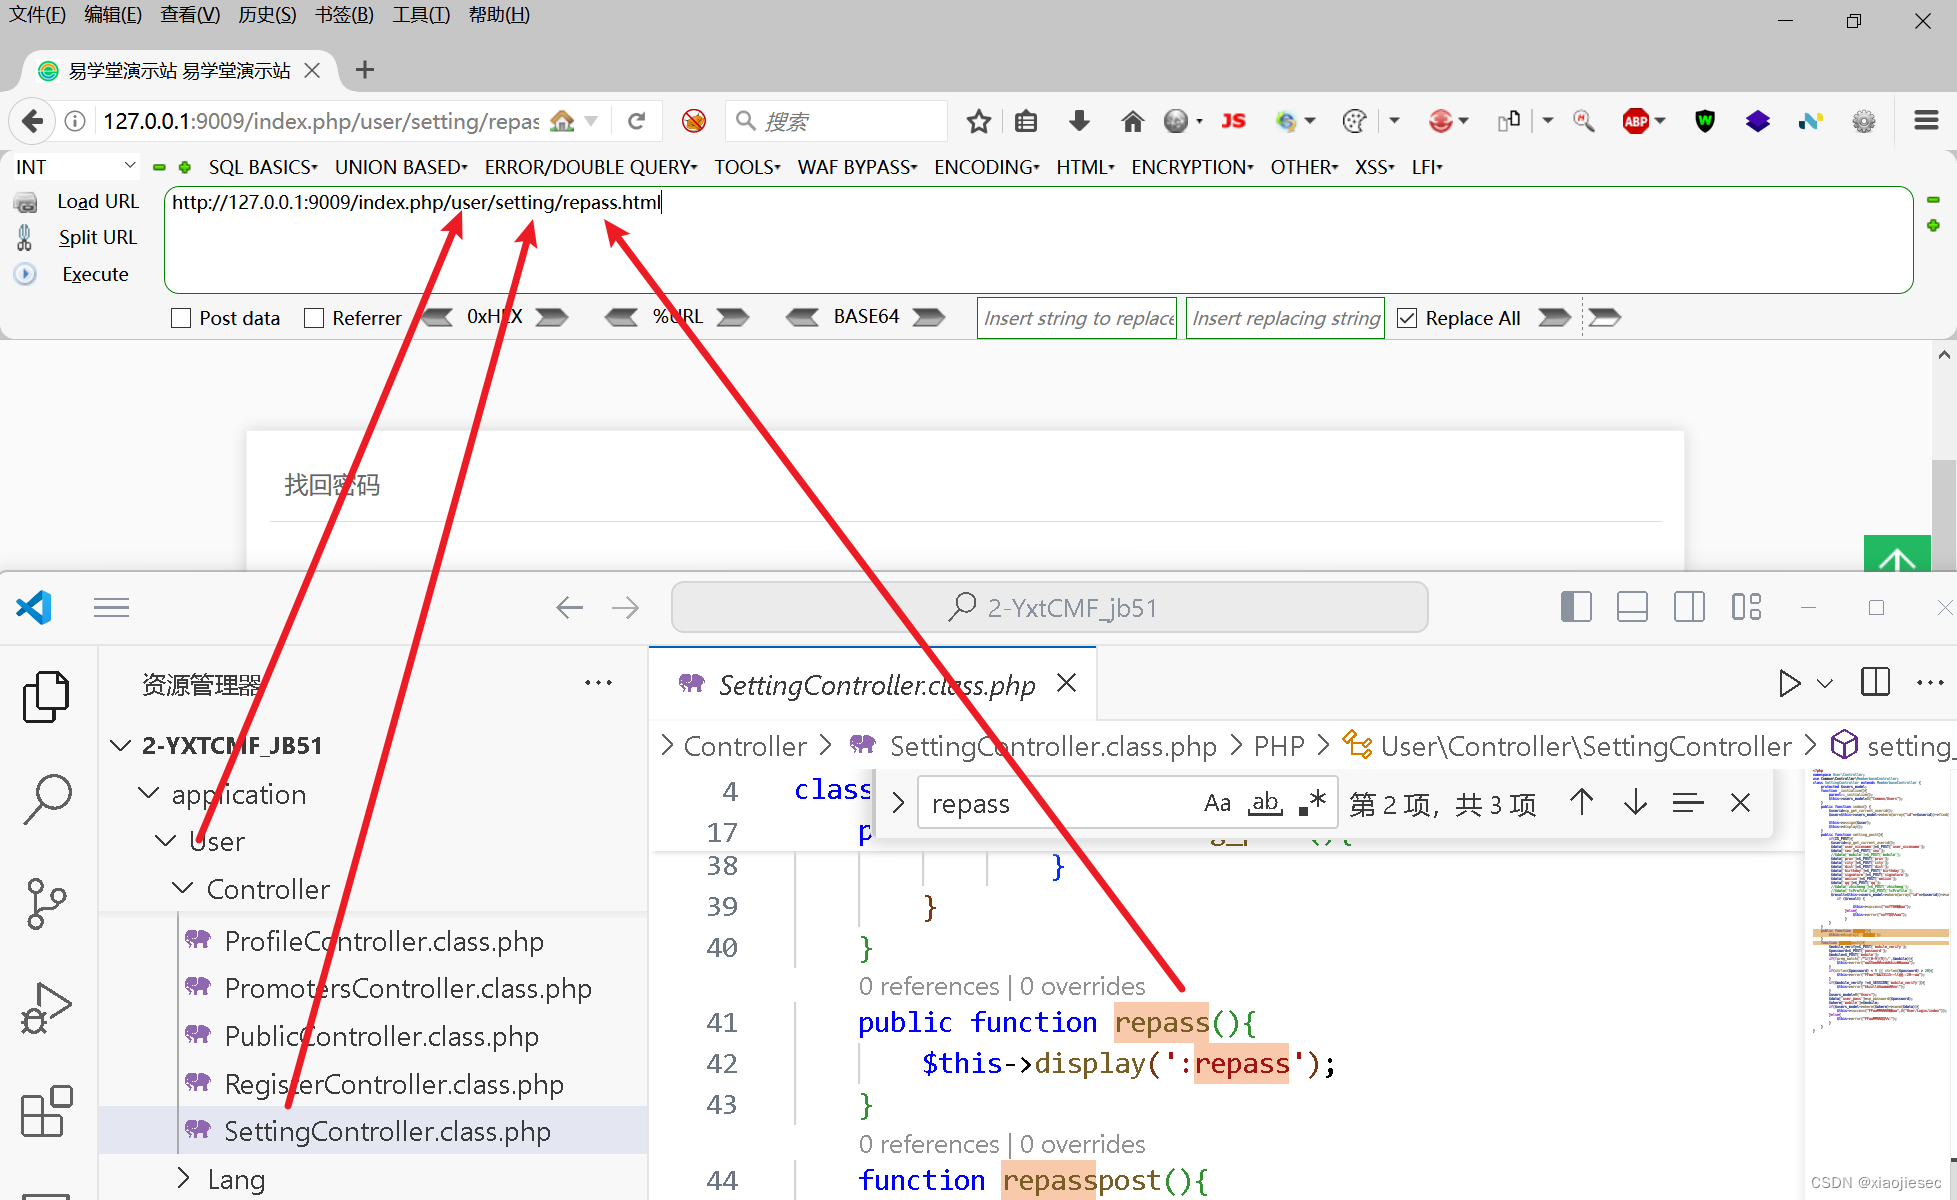 文件(F) 编辑(E) 查看(V) 历史(S) 书签(B) 工具(T) 帮助(H)
易学堂演示站 易学堂演示站
127.0.0.1:9009/index.php/user/setting/repas
搜索
JS
ABP
INT SQL BASICS UNION BASED ERROR/DOUBLE QUERY TOOLS WAF BYPASS ENCODING HTML ENCRYPTION OTHER XSS LFI
Load URL
http://127.0.0.1:9009/index.php/user/setting/repass.html
Split URL
Execute
Post data Referrer 0xHEX %URL BASE64 Insert string to replace Insert replacing string Replace All
找回密码
2-YxtCMF_jb51
资源管理器
SettingController.class.php
2-YXTCMF_JB51
Controller > SettingController.class.php > PHP > User\Controller\SettingController > setting_
application
4 class
repass Aa ab .* 第 2 项，共 3 项
User
17
38 }
Controller
39 }
ProfileController.class.php
40 }
PromotersController.class.php
0 references | 0 overrides
41 public function repass(){
PublicController.class.php
42 $this->display(':repass');
RegisterController.class.php
43 }
SettingController.class.php
0 references | 0 overrides
Lang
44 function repasspost(){
CSDN @xiaojiesec